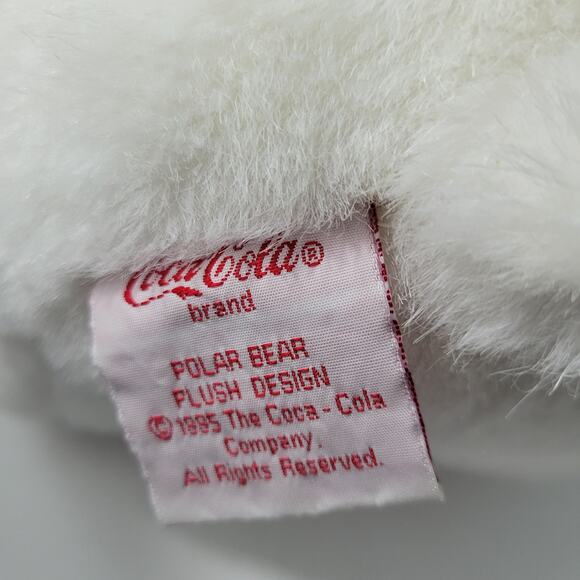 Coca-Cola®
brand
POLAR BEAR
PLUSH DESIGN
© 1995 The Coca-Cola
Company.
All Rights Reserved.